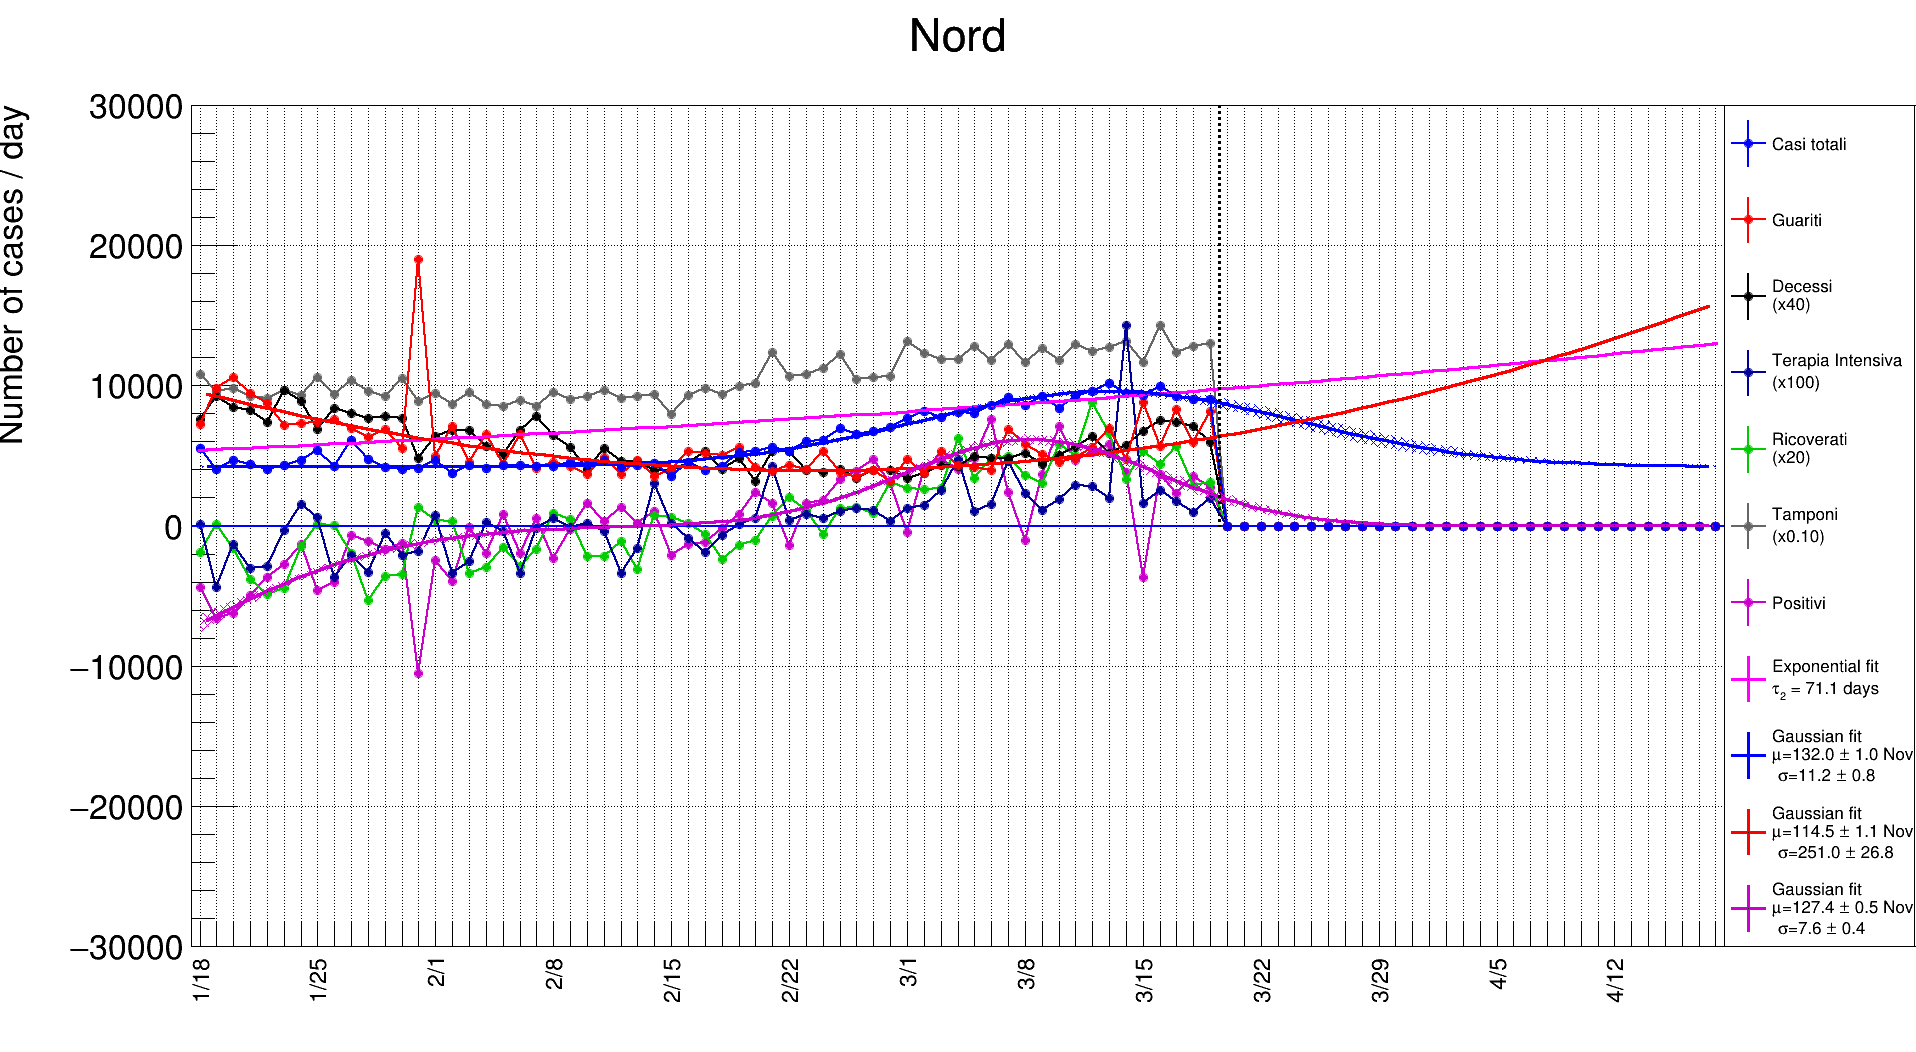 Nord
Number of cases / day
30000
20000
10000
0
−10000
−20000
−30000
1/18
1/25
2/1
2/8
2/15
2/22
3/1
3/8
3/15
3/22
3/29
4/5
4/12
Casi totali
Guariti
Decessi
(x40)
Terapia Intensiva
(x100)
Ricoverati
(x20)
Tamponi
(x0.10)
Positivi
Exponential fit
τ2 = 71.1 days
Gaussian fit
μ=132.0 ± 1.0 Nov
σ=11.2 ± 0.8
Gaussian fit
μ=114.5 ± 1.1 Nov
σ=251.0 ± 26.8
Gaussian fit
μ=127.4 ± 0.5 Nov
σ=7.6 ± 0.4